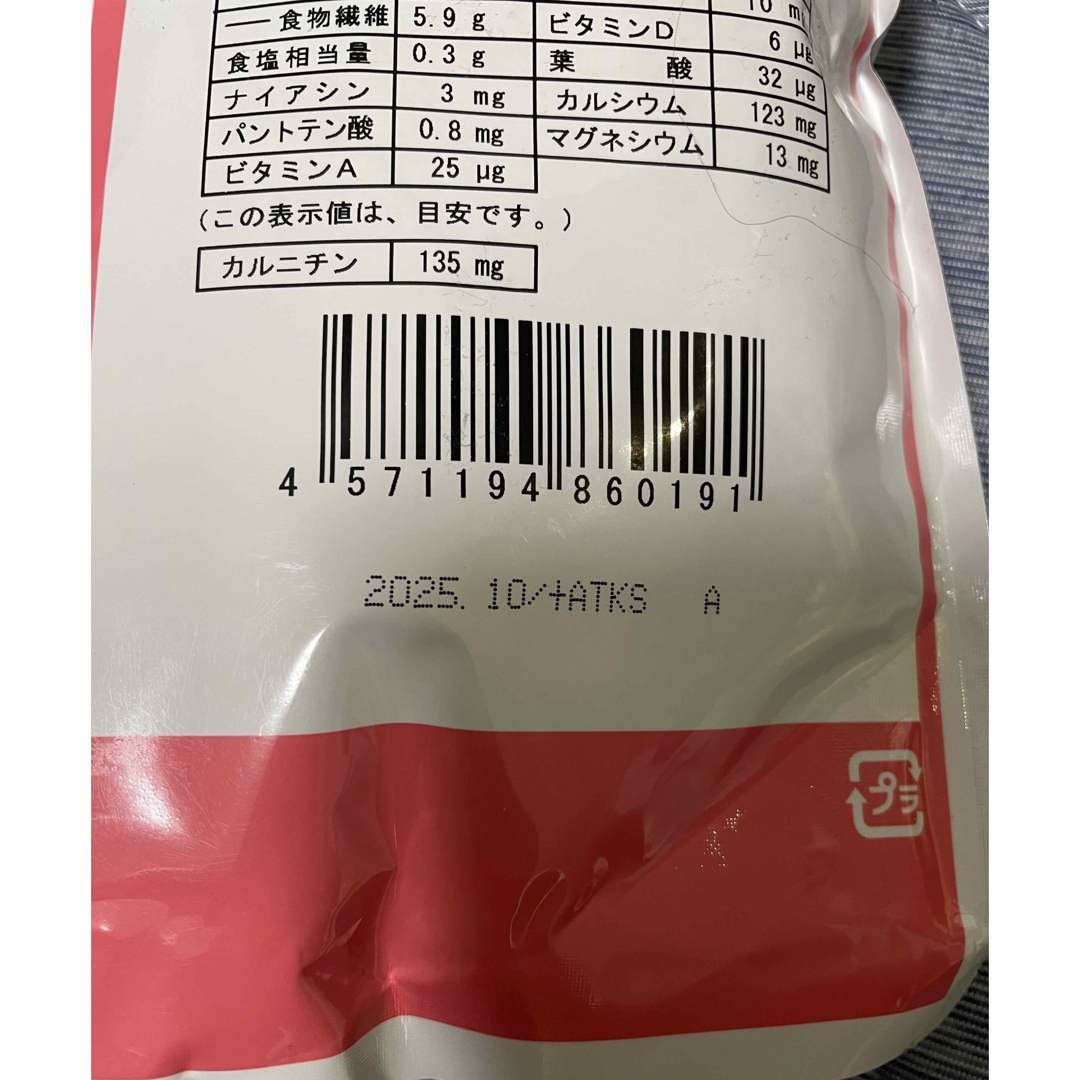 10 mg
― 食物繊維 5.9 g ビタミンD 6 µg
食塩相当量 0.3 g 葉酸 32 µg
ナイアシン 3 mg カルシウム 123 mg
パントテン酸 0.8 mg マグネシウム 13 mg
ビタミンA 25 µg
(この表示値は、目安です。)
カルニチン 135 mg
4 571194 860191
2025. 10/+ATKS A
プラ